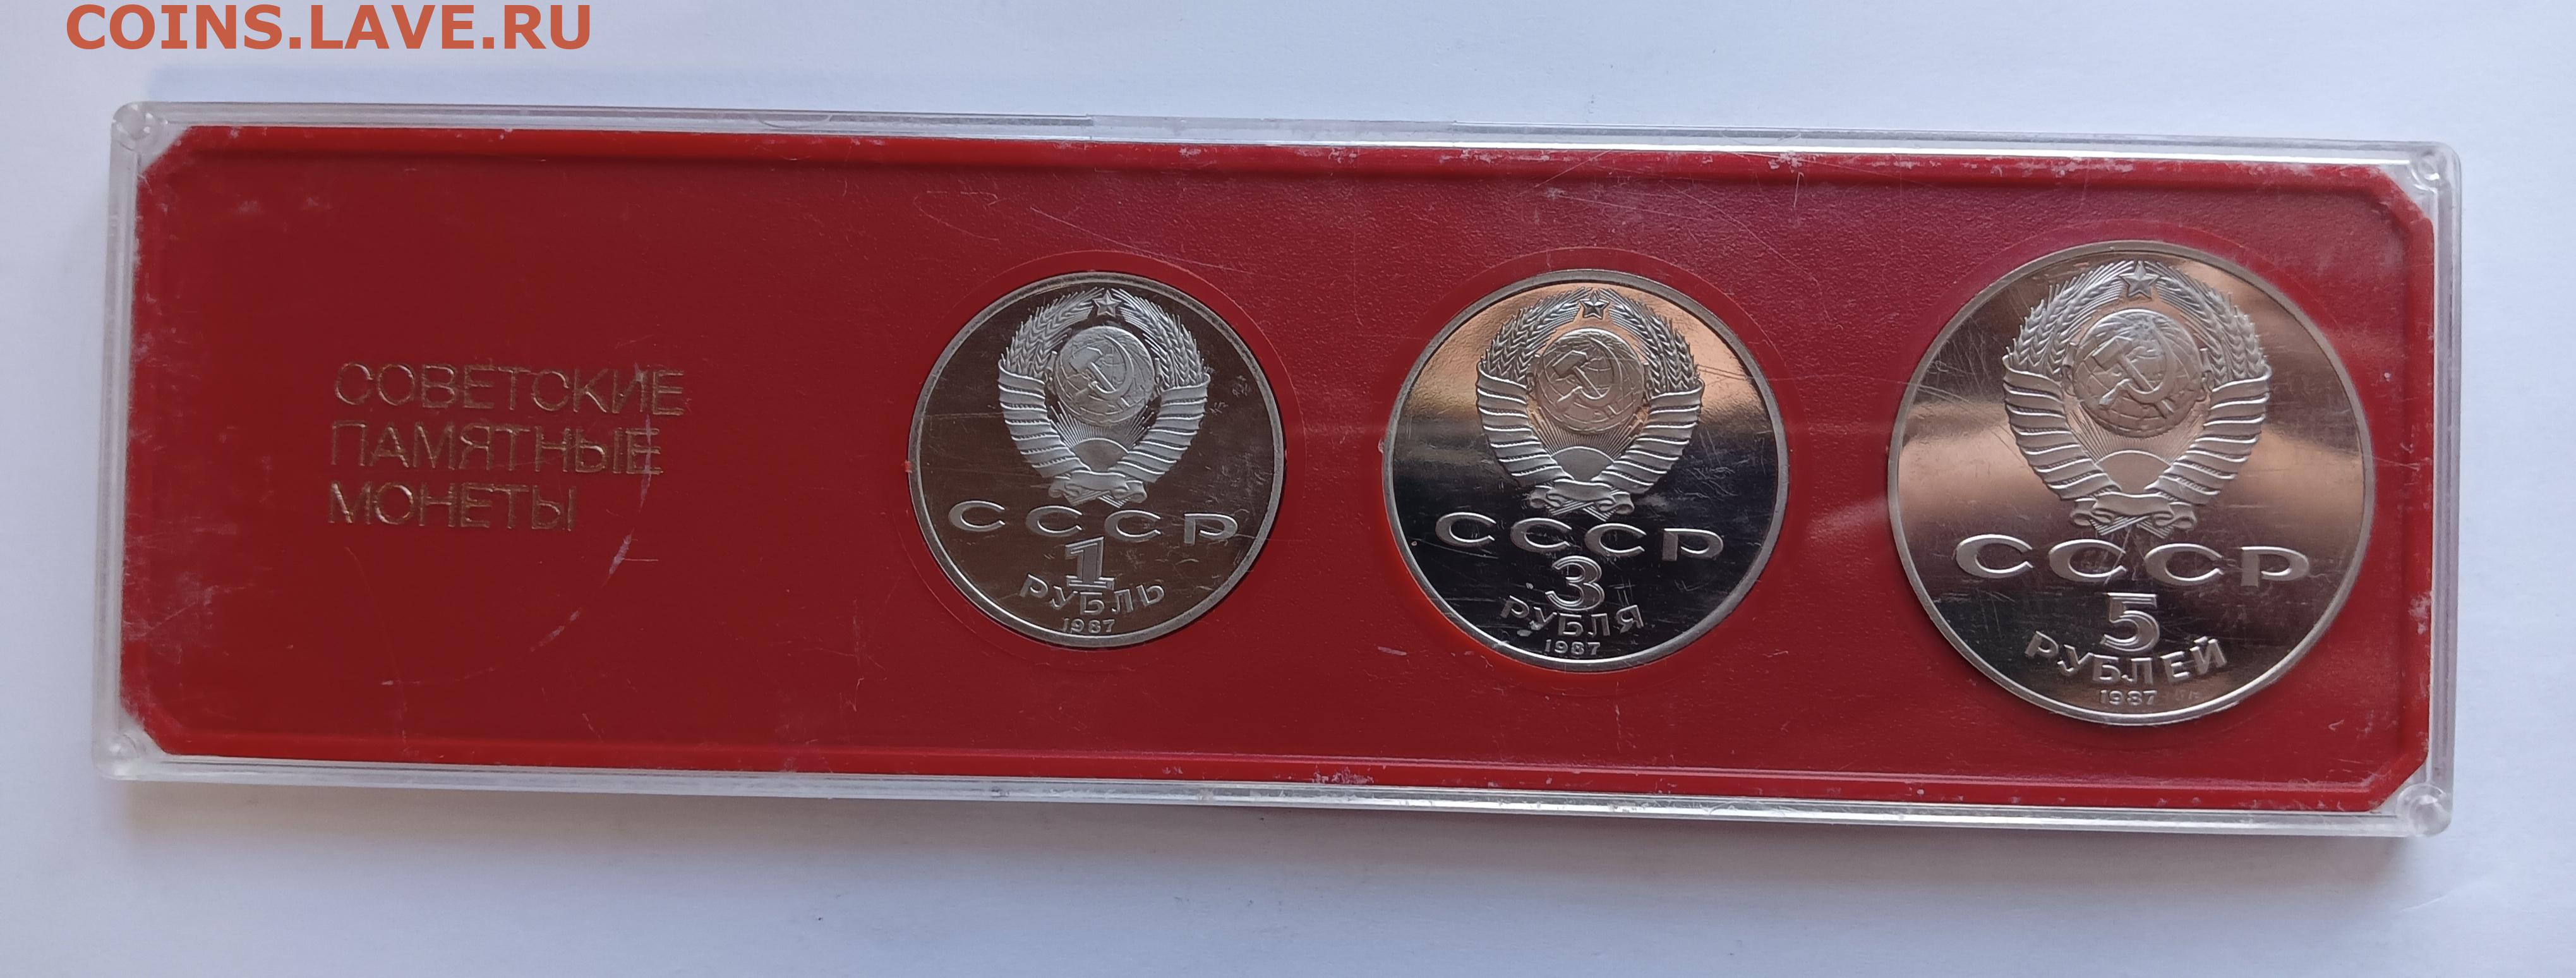 COINS.LAVE.RU
СОВЕТСКИЕ
ПАМЯТНЫЕ
МОНЕТЫ
СССР
1
РУБЛЬ
1987
СССР
3
РУБЛЯ
1987
СССР
5
РУБЛЕЙ
1987